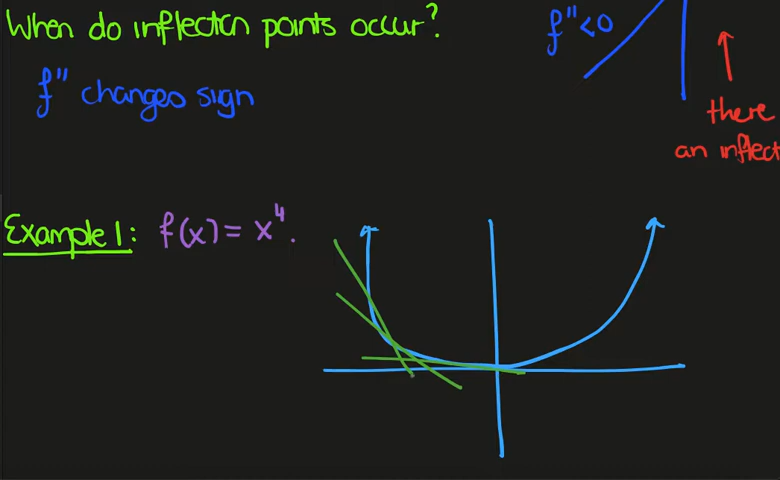 When do inflection points occur?
f" < 0
f" changes sign
there
an inflect
Example 1: f(x) = x⁴.